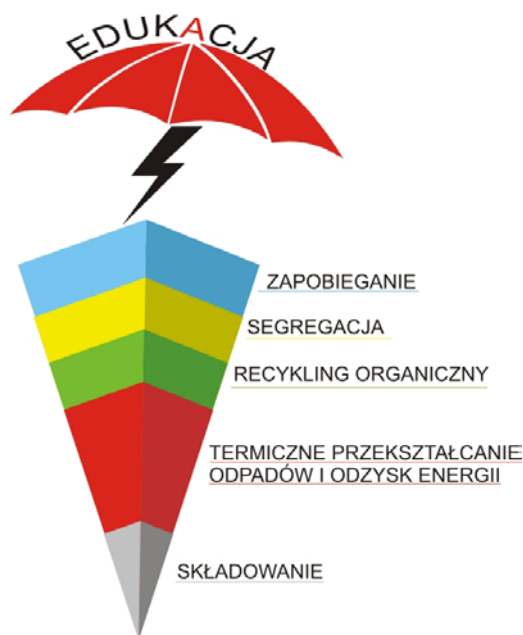 EDUKACJA
ZAPOBIEGANIE
SEGREGACJA
RECYKLING ORGANICZNY
TERMICZNE PRZEKSZTAŁCANIE
ODPADÓW I ODZYSK ENERGII
SKŁADOWANIE